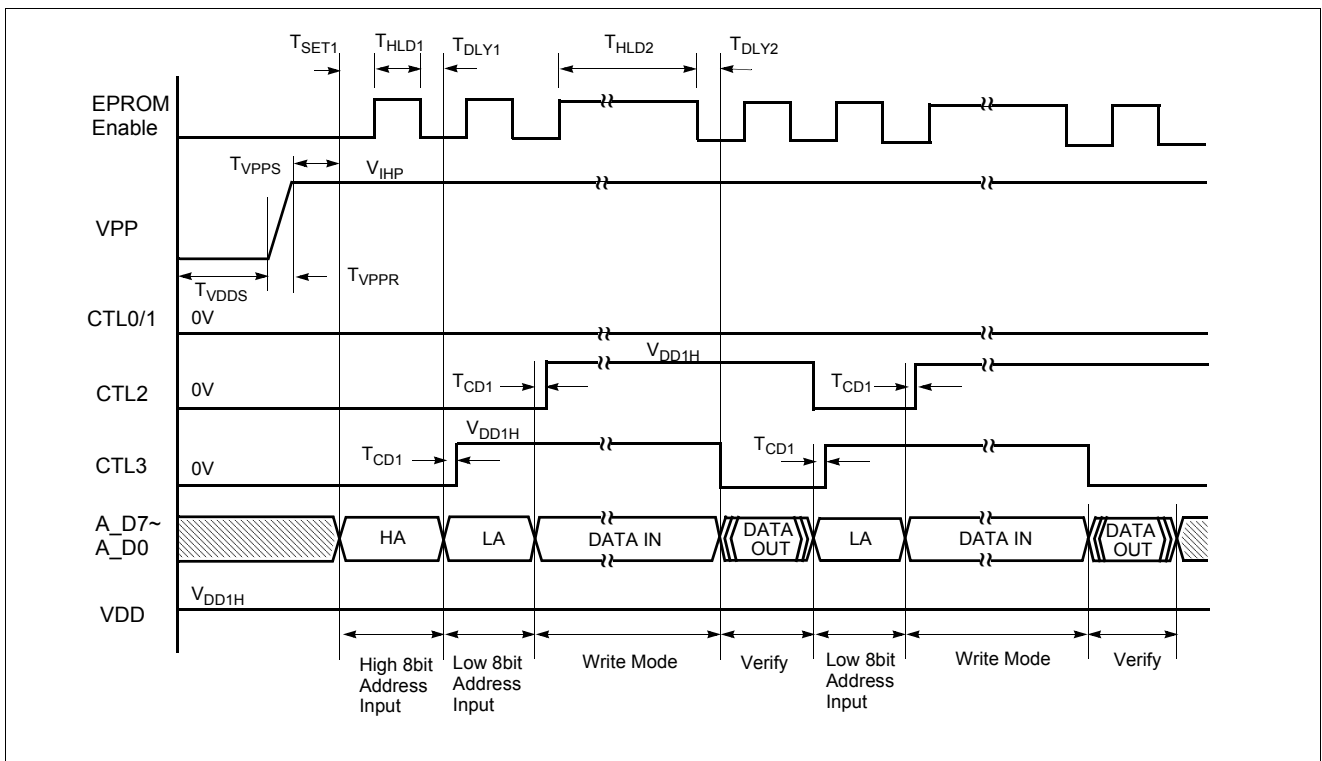 TSET1 THLD1 TDLY1 THLD2 TDLY2
EPROM
Enable
TVPPS VIHP
VPP
TVDDS TVPPR
CTL0/1 0V
VDD1H
CTL2 0V TCD1 TCD1
VDD1H
CTL3 0V TCD1 TCD1
A_D7~
A_D0
HA LA DATA IN DATA OUT LA DATA IN DATA OUT
VDD1H
VDD
High 8bit
Address
Input
Low 8bit
Address
Input
Write Mode
Verify
Low 8bit
Address
Input
Write Mode
Verify